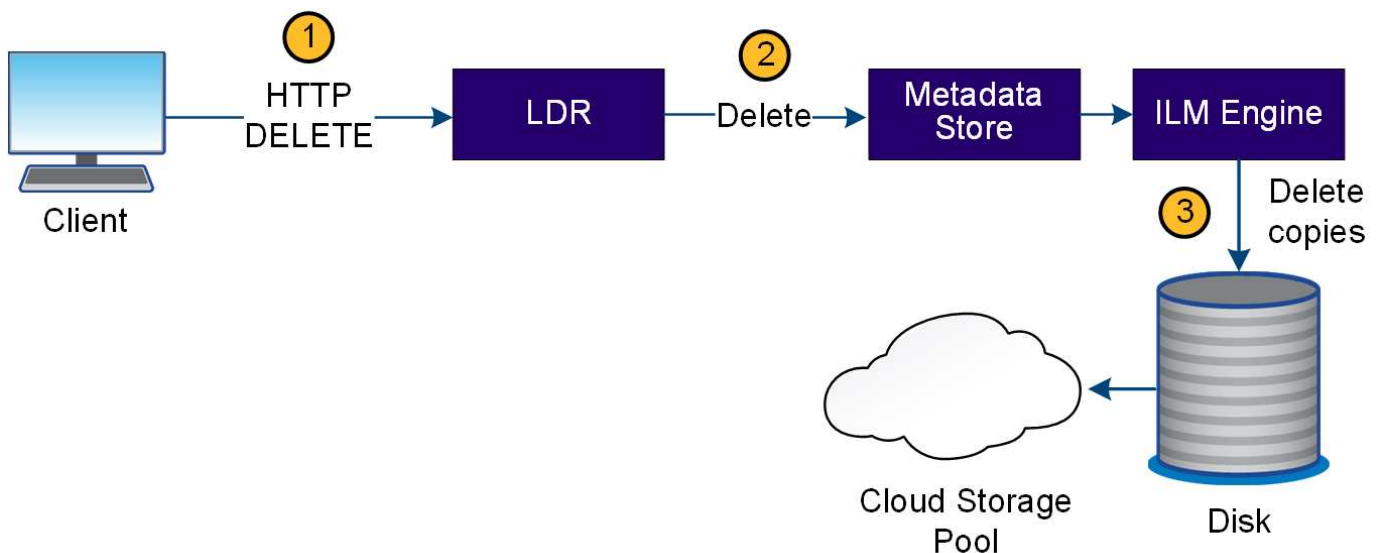 1
HTTP
DELETE
Client
LDR
2
Delete
Metadata
Store
ILM Engine
3
Delete
copies
Cloud Storage
Pool
Disk